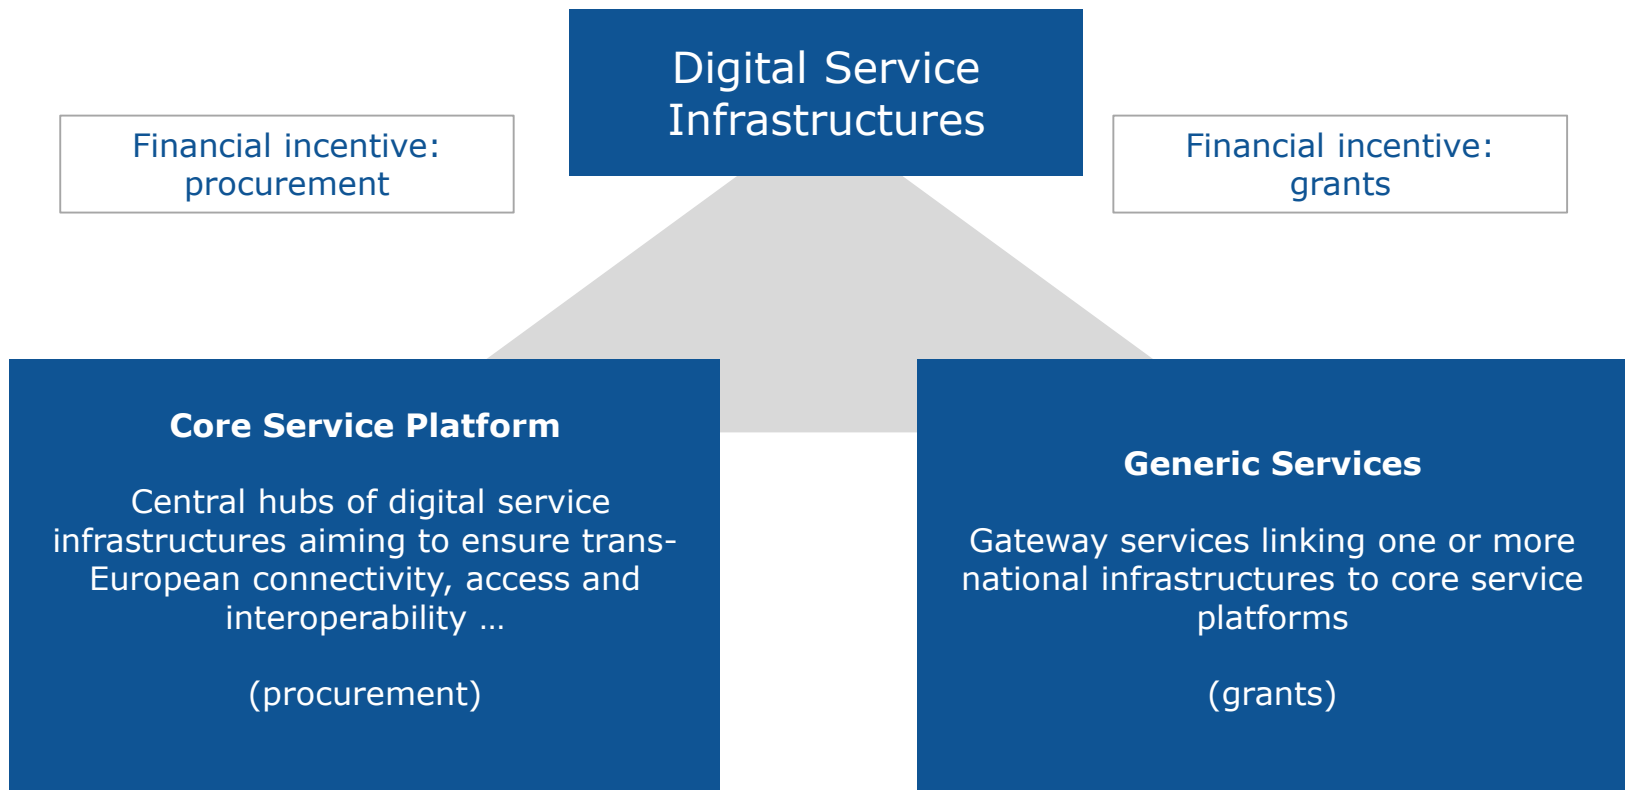 Digital Service
Infrastructures
Financial incentive:
procurement
Financial incentive:
grants
Core Service Platform
Central hubs of digital service
infrastructures aiming to ensure trans-
European connectivity, access and
interoperability …
(procurement)
Generic Services
Gateway services linking one or more
national infrastructures to core service
platforms
(grants)